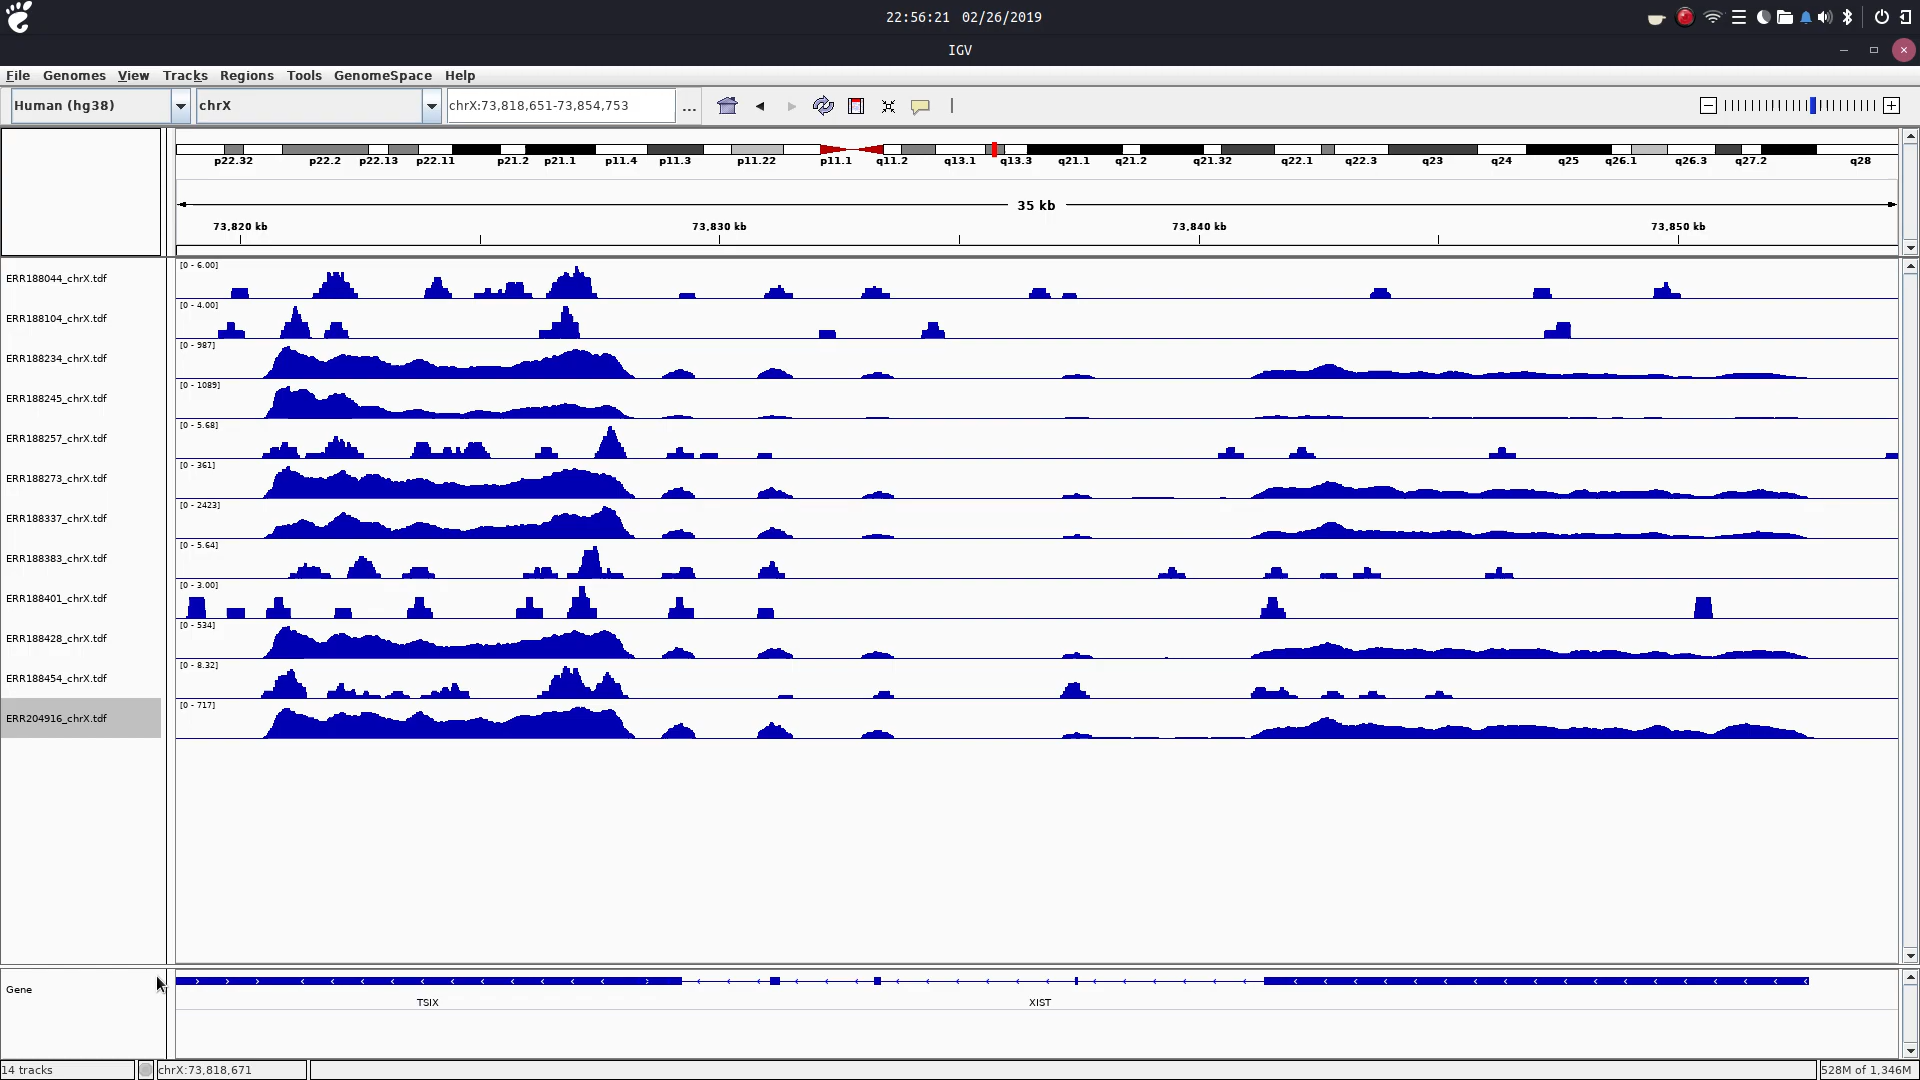 22:56:21 02/26/2019
IGV
File Genomes View Tracks Regions Tools GenomeSpace Help
Human (hg38) chrX chrX:73,818,651-73,854,753 ...
p22.32 p22.2 p22.13 p22.11 p21.2 p21.1 p11.4 p11.3 p11.22 p11.1 q11.2 q13.1 q13.3 q21.1 q21.2 q21.32 q22.1 q22.3 q23 q24 q25 q26.1 q26.3 q27.2 q28
35 kb
73,820 kb 73,830 kb 73,840 kb 73,850 kb
[0 - 6.00]
ERR188044_chrX.tdf
[0 - 4.00]
ERR188104_chrX.tdf
[0 - 987]
ERR188234_chrX.tdf
[0 - 1089]
ERR188245_chrX.tdf
[0 - 5.68]
ERR188257_chrX.tdf
[0 - 361]
ERR188273_chrX.tdf
[0 - 2423]
ERR188337_chrX.tdf
[0 - 5.64]
ERR188383_chrX.tdf
[0 - 3.00]
ERR188401_chrX.tdf
[0 - 534]
ERR188428_chrX.tdf
[0 - 8.32]
ERR188454_chrX.tdf
[0 - 717]
ERR204916_chrX.tdf
Gene
TSIX XIST
14 tracks chrX:73,818,671 528M of 1,346M